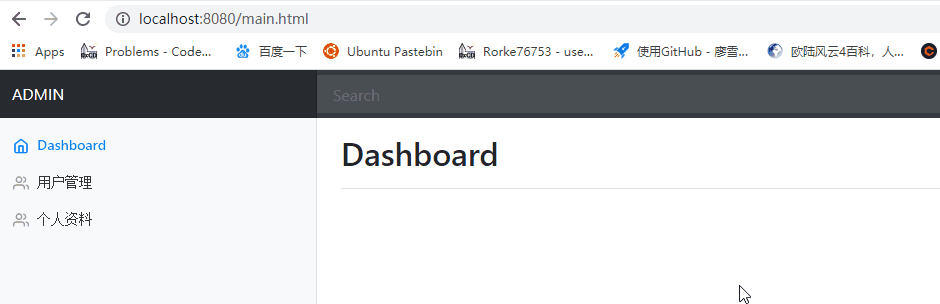 localhost:8080/main.html
Apps Problems - Code... 百度一下 Ubuntu Pastebin Rorke76753 - use... 使用GitHub - 廖雪... 欧陆风云4百科，人...
ADMIN Search
Dashboard
用户管理
个人资料
Dashboard